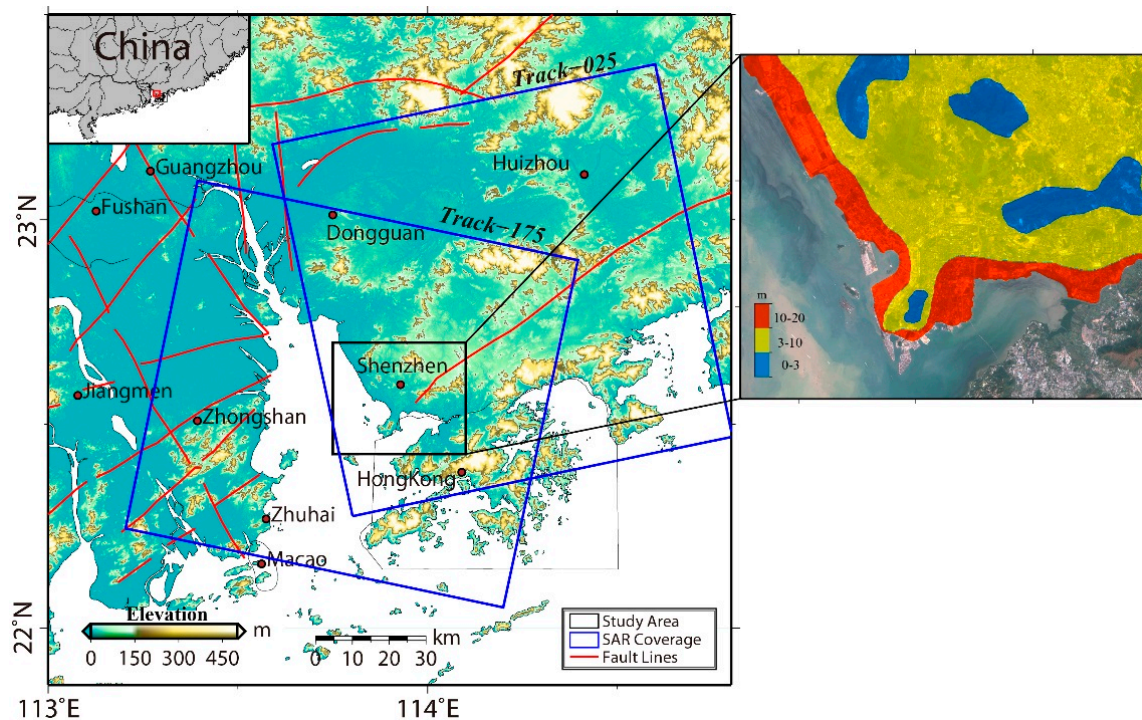 China
Track-025
Huizhou
Guangzhou
Fushan
23°N
Dongguan
Track-175
m
10-20
3-10
0-3
Shenzhen
Jiangmen
Zhongshan
HongKong
Zhuhai
Macao
22°N
Elevation
m
0 150 300 450
km
0 10 20 30
Study Area
SAR Coverage
Fault Lines
113°E
114°E